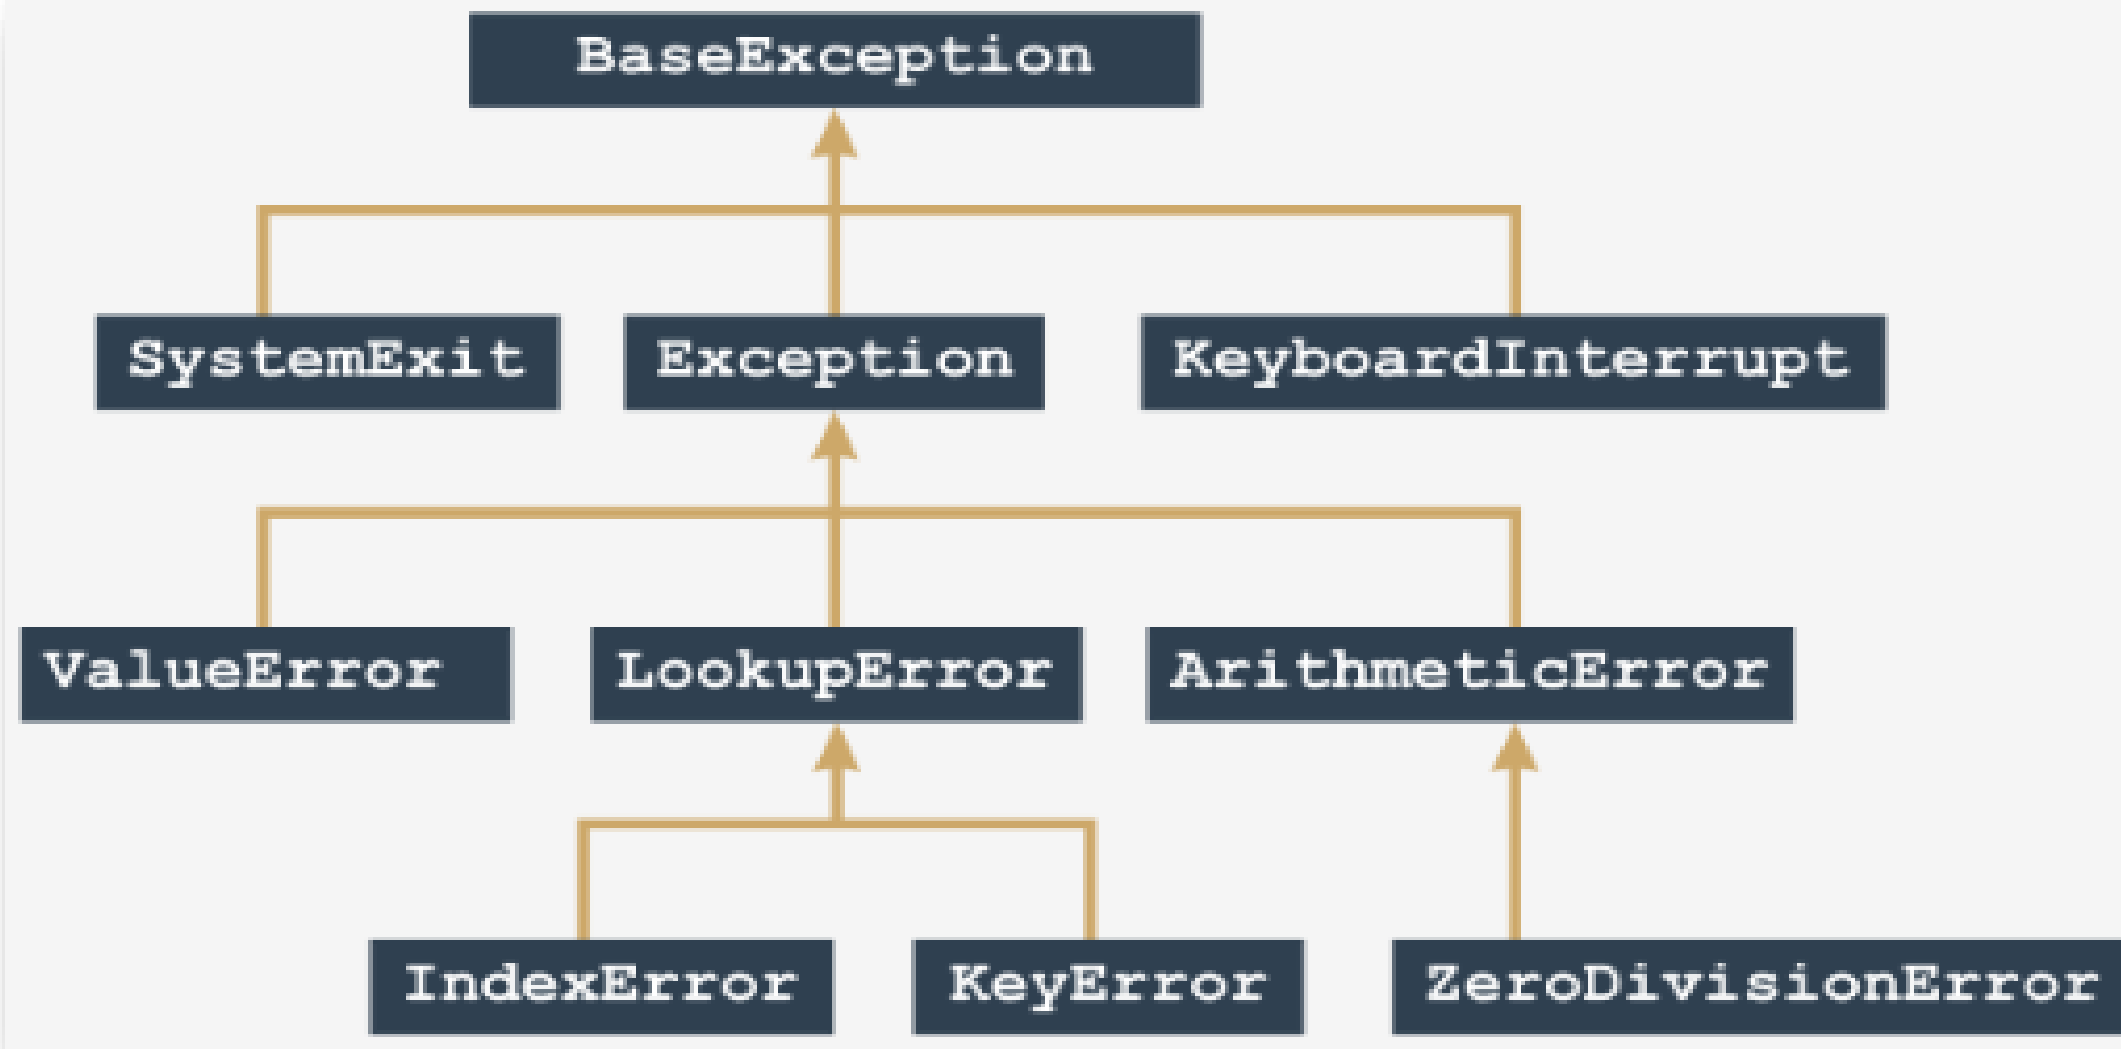 BaseException
SystemExit
Exception
KeyboardInterrupt
ValueError
LookupError
ArithmeticError
IndexError
KeyError
ZeroDivisionError